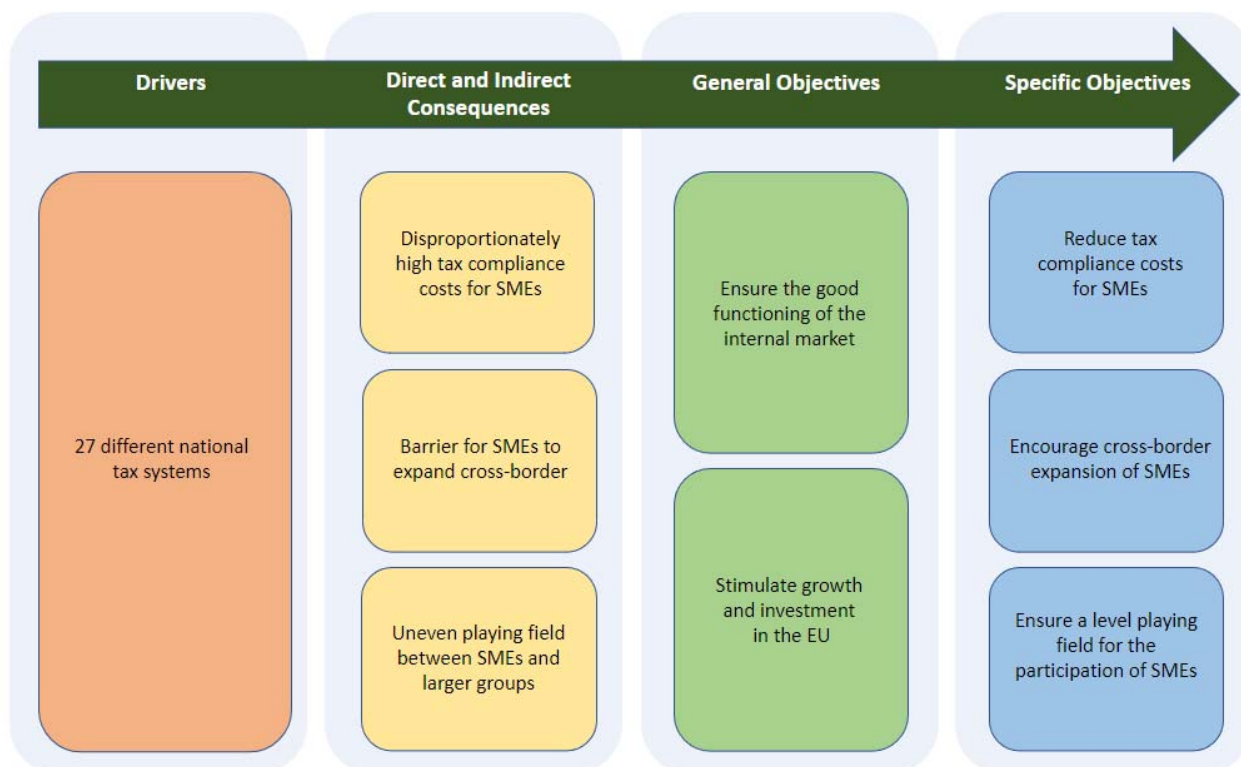 Drivers
Direct and Indirect
Consequences
General Objectives
Specific Objectives
27 different national
tax systems
Disproportionately
high tax compliance
costs for SMEs
Barrier for SMEs to
expand cross-border
Uneven playing field
between SMEs and
larger groups
Ensure the good
functioning of the
internal market
Stimulate growth
and investment
in the EU
Reduce tax
compliance costs
for SMEs
Encourage cross-border
expansion of SMEs
Ensure a level playing
field for the
participation of SMEs